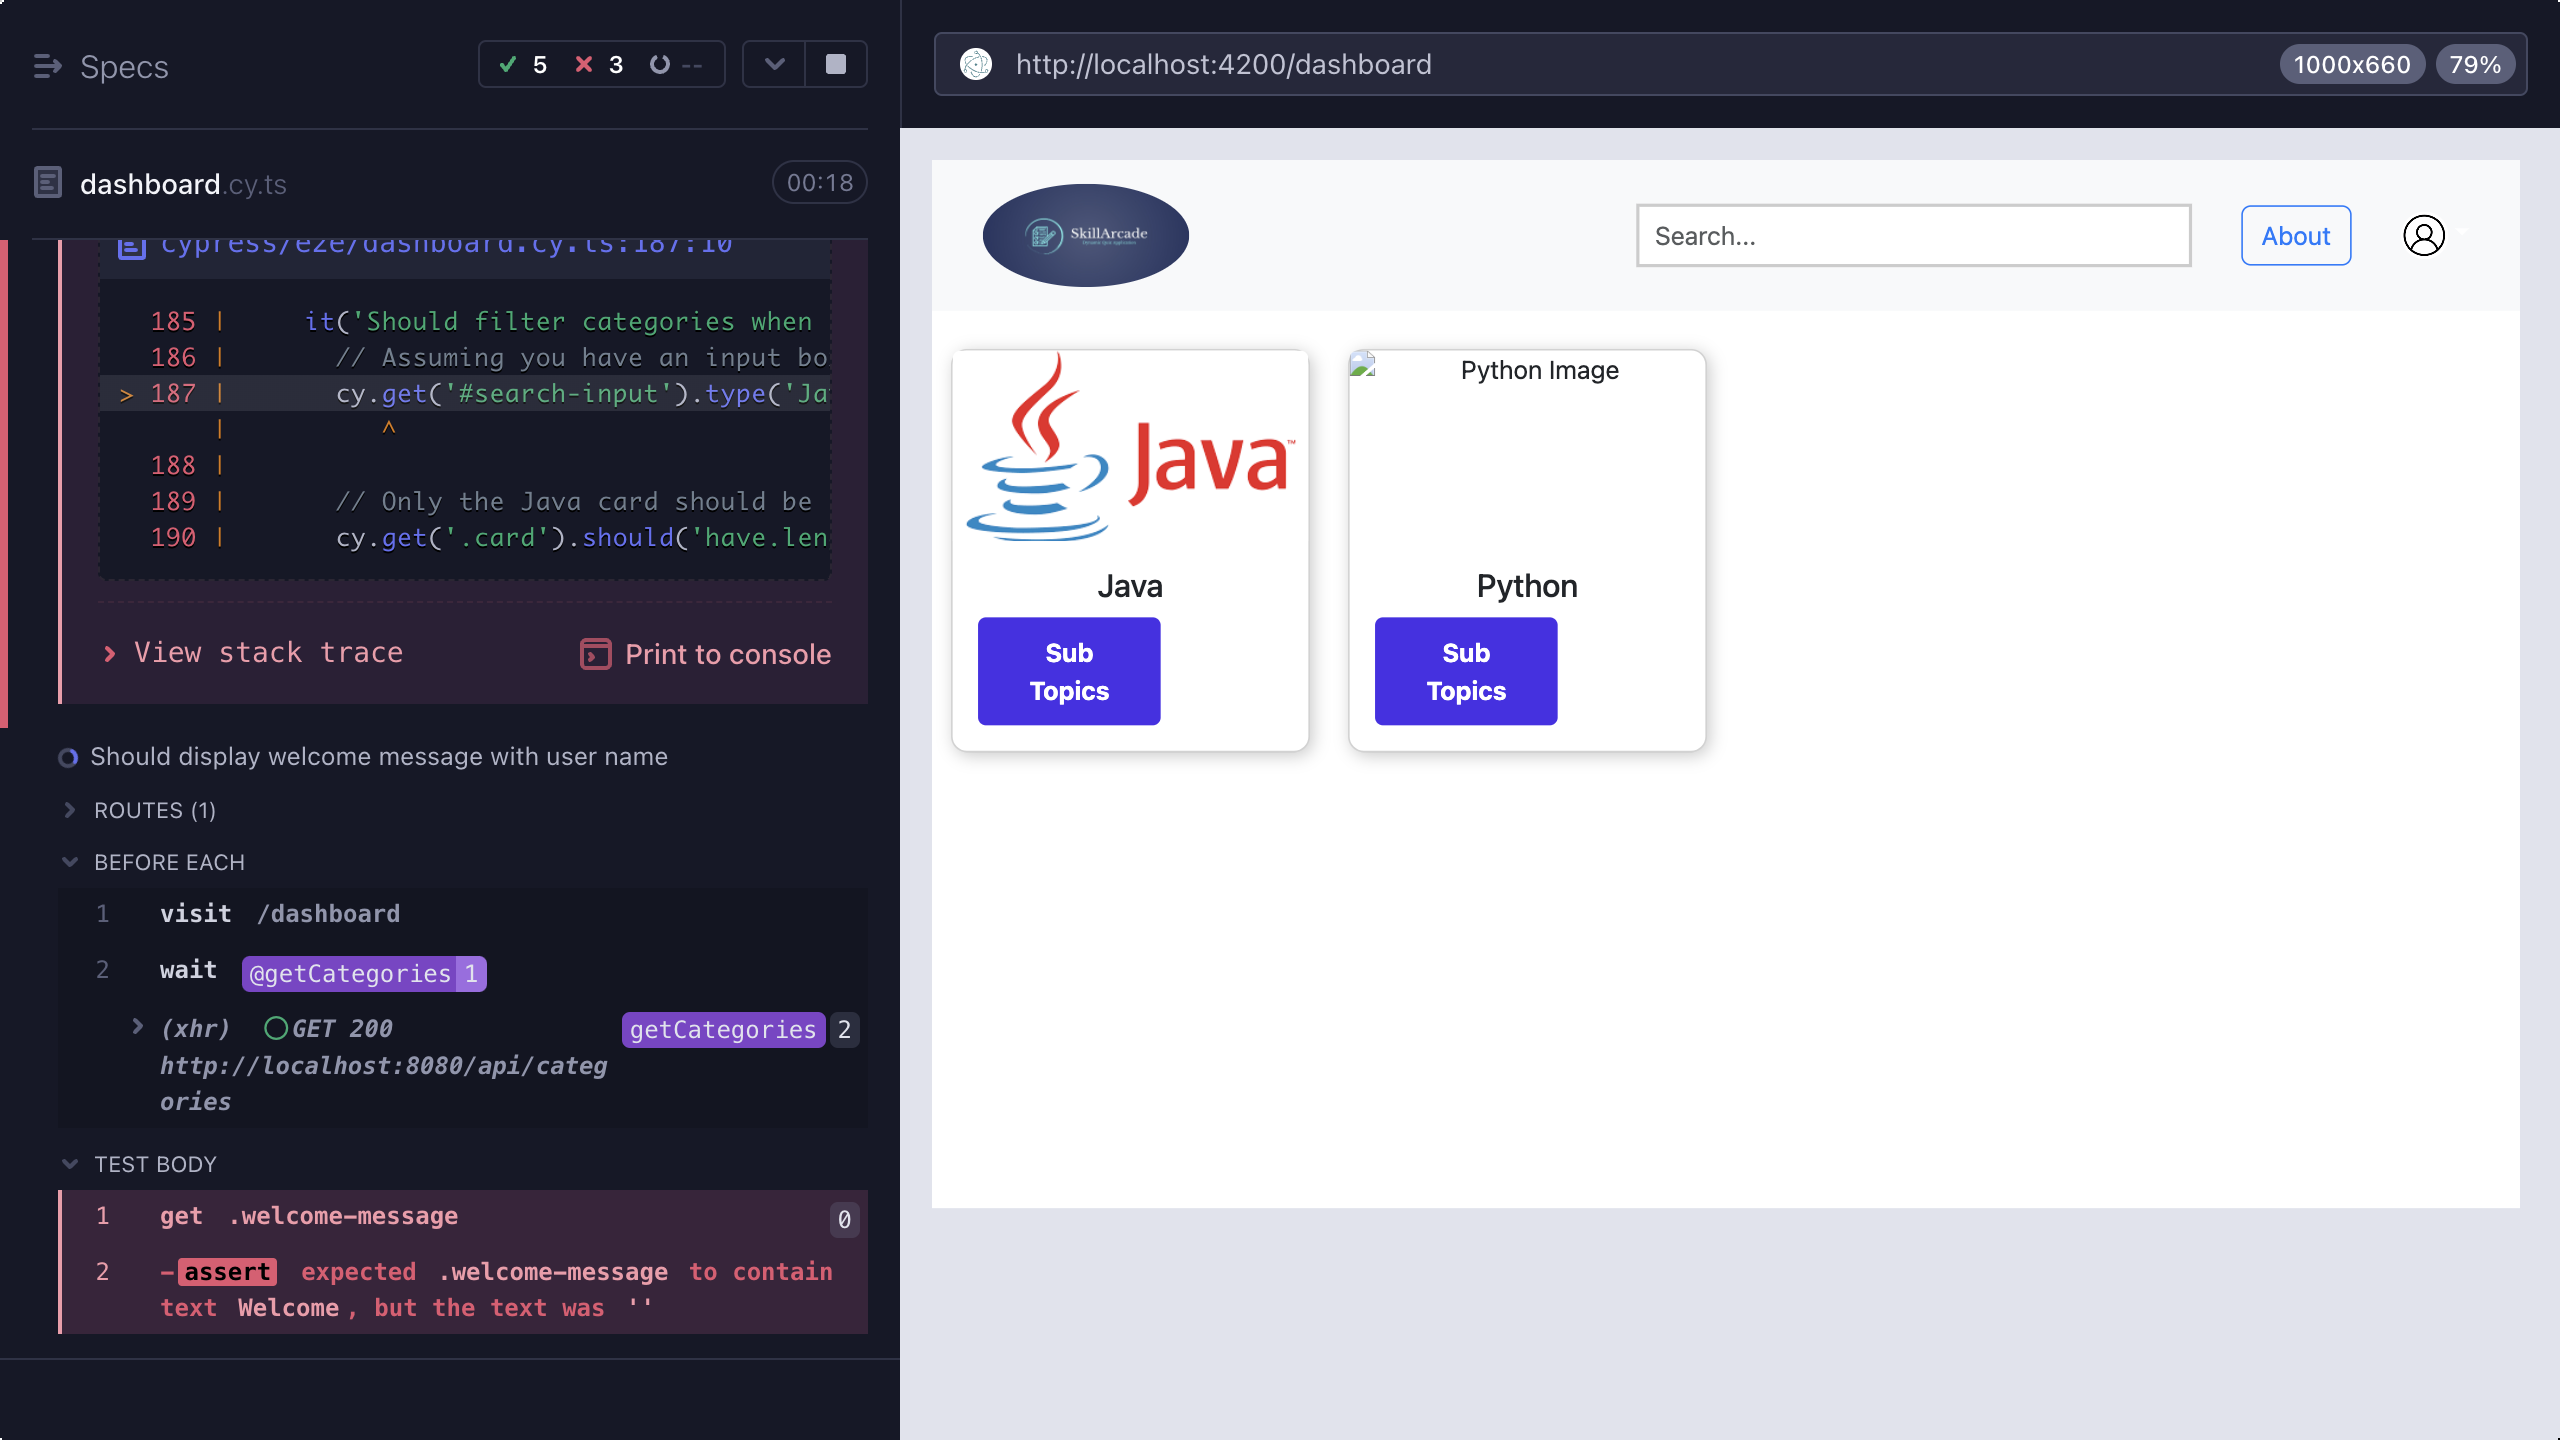 Specs
5
3
--
dashboard.cy.ts
00:18
cypress/e2e/dashboard.cy.ts:187:10
185 | it('Should filter categories when
186 | // Assuming you have an input bo
> 187 | cy.get('#search-input').type('Ja
| ^
188 |
189 | // Only the Java card should be
190 | cy.get('.card').should('have.len
View stack trace
Print to console
Should display welcome message with user name
ROUTES (1)
BEFORE EACH
1 visit /dashboard
2 wait @getCategories 1
(xhr) GET 200 getCategories 2
http://localhost:8080/api/categ
ories
TEST BODY
1 get .welcome-message 0
2 -assert expected .welcome-message to contain
text Welcome, but the text was ''
http://localhost:4200/dashboard
1000x660
79%
SkillArcade
Search...
About
Java™
Python Image
Java
Python
Sub
Topics
Sub
Topics